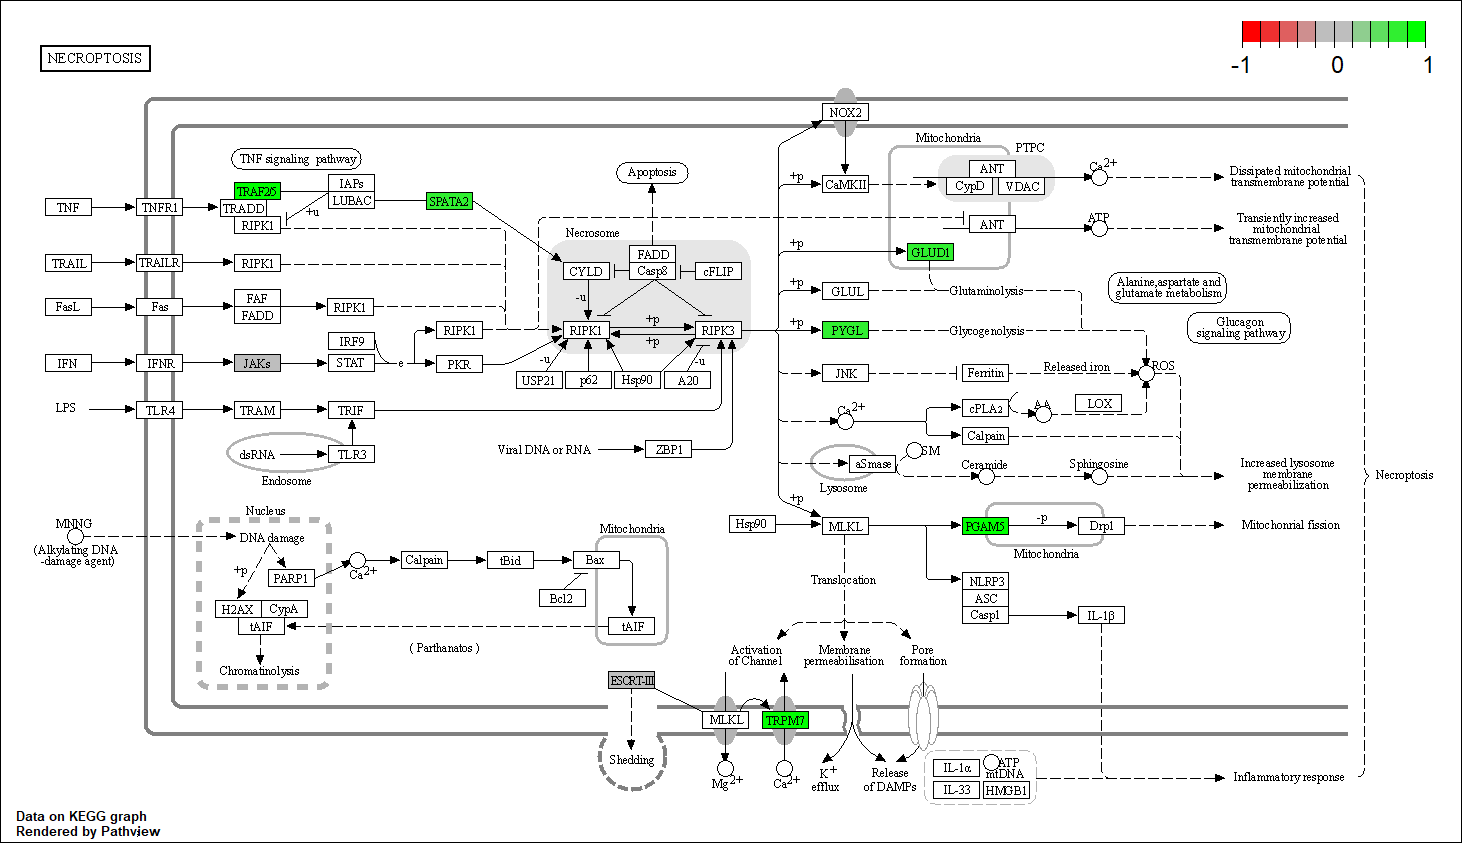 NECROPTOSIS
-1
0
1
NOX2
Mitochondria
PTPC
TNF signaling pathway
TRAF2/5
IAPs
LUBAC
SPATA2
Apoptosis
+p
CaMKII
ANT
CypD
VDAC
Ca2+
Dissipated mitochondrial
transmembrane potential
TNF
TNFR1
TRADD
RIPK1
+u
ANT
ATP
Transiently increased
mitochondrial
transmembrane potential
Necrosome
+p
GLUD1
TRAIL
TRAILR
RIPK1
CYLD
FADD
Casp8
cFLIP
-u
+p
GLUL
Glutaminolysis
Alanine,aspartate and
glutamate metabolism
FasL
Fas
FAF
FADD
RIPK1
RIPK1
RIPK1
+p
+p
RIPK3
+p
PYGL
Glycogenolysis
Glucagon
signaling pathway
IRF9
STAT
e
PKR
IFN
IFNR
JAKs
-u
-u
USP21
p62
Hsp90
A20
JNK
Ferritin
Released iron
ROS
LPS
TLR4
TRAM
TRIF
Ca2+
cPLA2
AA
LOX
Calpain
dsRNA
TLR3
Endosome
Viral DNA or RNA
ZBP1
aSmase
Lysosome
SM
Ceramide
Sphingosine
Increased lysosome
membrane
permeabilization
Necroptosis
+p
Hsp90
MLKL
PGAM5
-p
Drp1
Mitochondria
Mitochonrial fission
MNNG
(Alkylating DNA
-damage agent)
Nucleus
DNA damage
+p
PARP1
Ca2+
Calpain
tBid
Bax
Mitochondria
Bcl2
H2AX
CypA
tAIF
tAIF
Chromatinolysis
( Parthanatos )
Translocation
NLRP3
ASC
Casp1
IL-1β
Activation
of Channel
Membrane
permeabilisation
Pore
formation
ESCRT-III
MLKL
TRPM7
Shedding
Mg2+
Ca2+
K+
efflux
Release
of DAMPs
IL-1α
ATP
mtDNA
IL-33
HMGB1
Inflammatory response
Data on KEGG graph
Rendered by Pathview